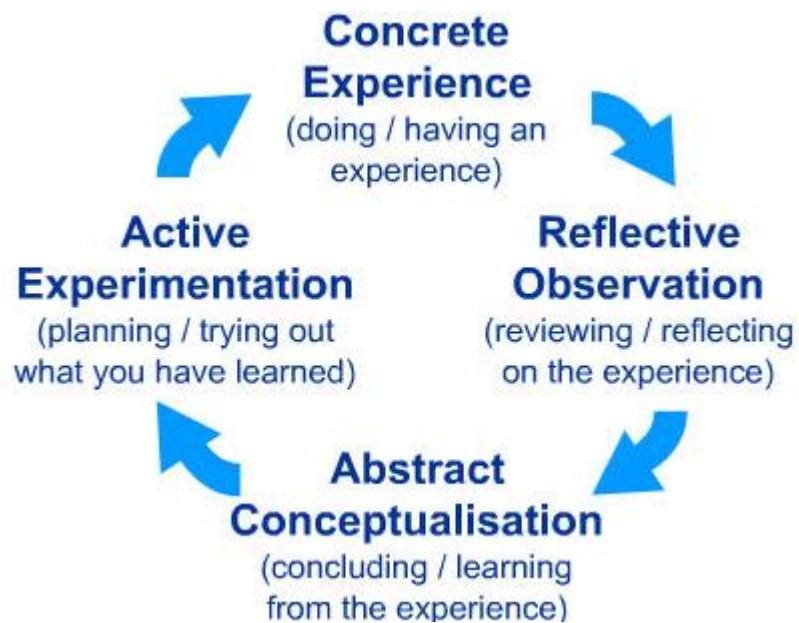 Concrete
Experience
(doing / having an
experience)
Reflective
Observation
(reviewing / reflecting
on the experience)
Abstract
Conceptualisation
(concluding / learning
from the experience)
Active
Experimentation
(planning / trying out
what you have learned)